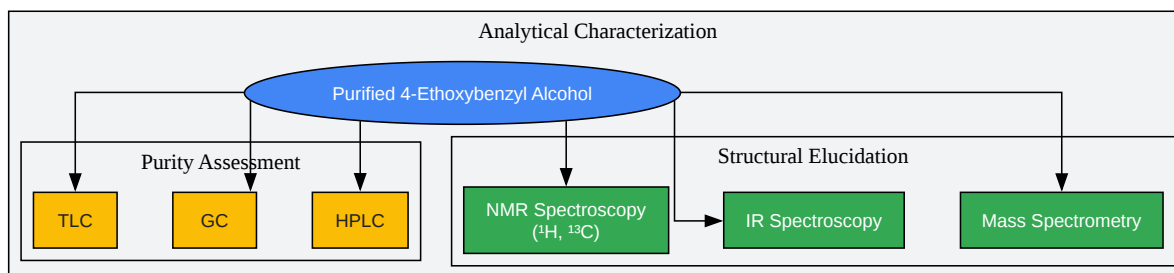 Analytical Characterization
Purified 4-Ethoxybenzyl Alcohol
Purity Assessment
Structural Elucidation
TLC
GC
HPLC
NMR Spectroscopy
(¹H, ¹³C)
IR Spectroscopy
Mass Spectrometry